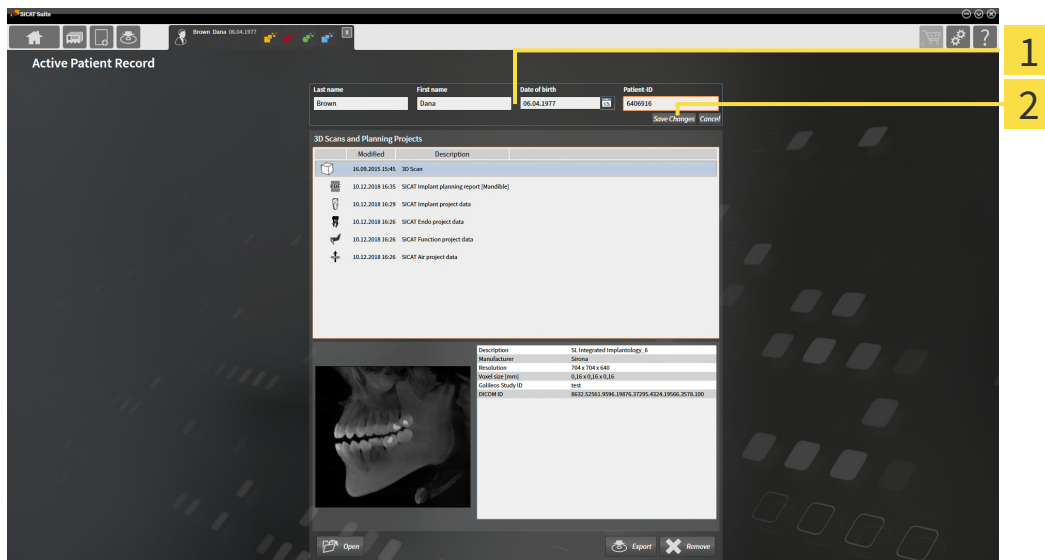 SICAT Suite
Brown Dana 06.04.1977
X
?
Active Patient Record
1
2
Last name First name Date of birth Patient-ID
Brown Dana 06.04.1977 15 6406916
Save Changes Cancel
3D Scans and Planning Projects
Modified Description
16.09.2015 15:45 3D Scan
10.12.2018 16:35 SICAT Implant planning report [Mandible]
10.12.2018 16:29 SICAT Implant project data
10.12.2018 16:26 SICAT Endo project data
10.12.2018 16:26 SICAT Function project data
10.12.2018 16:26 SICAT Air project data
Description SL Integrated Implantology_6
Manufacturer Sirona
Resolution 704 x 704 x 640
Voxel size [mm] 0,16 x 0,16 x 0,16
Galileos Study ID test
DICOM ID 8632.52561.9596.19876.37295.4324.19566.3578.100
Open Export Remove